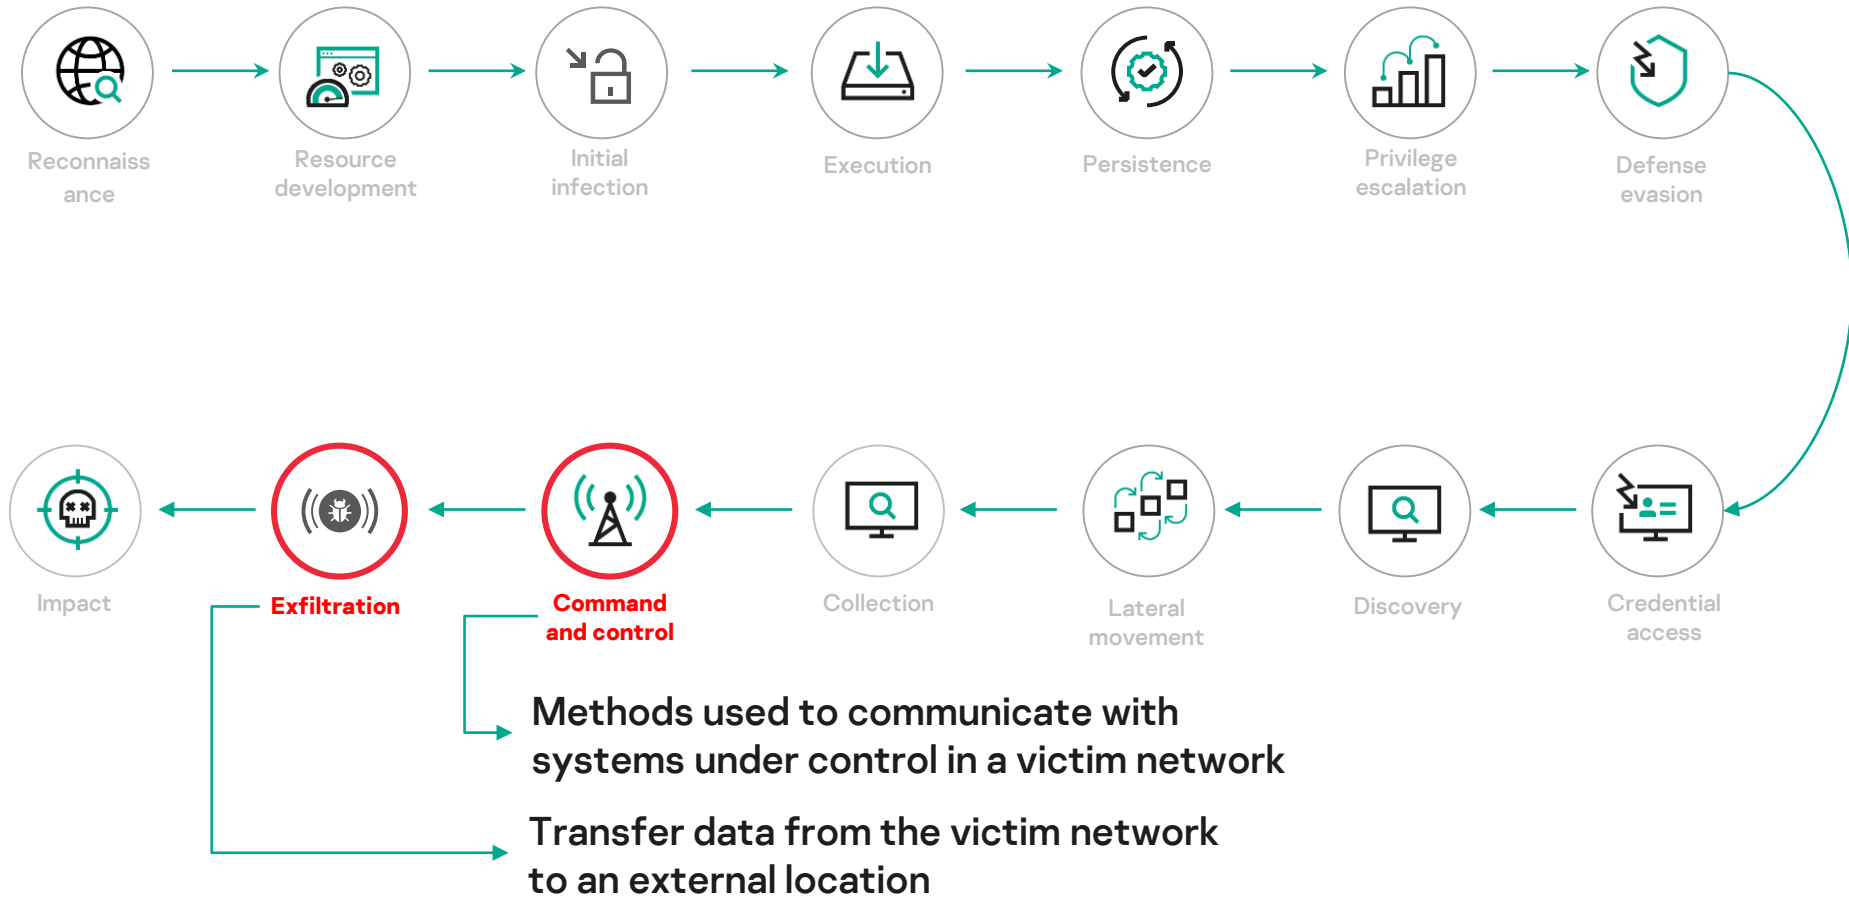 Reconnaiss
ance
Resource
development
Initial
infection
Execution
Persistence
Privilege
escalation
Defense
evasion
Impact
Exfiltration
Command
and control
Collection
Lateral
movement
Discovery
Credential
access
Methods used to communicate with
systems under control in a victim network
Transfer data from the victim network
to an external location